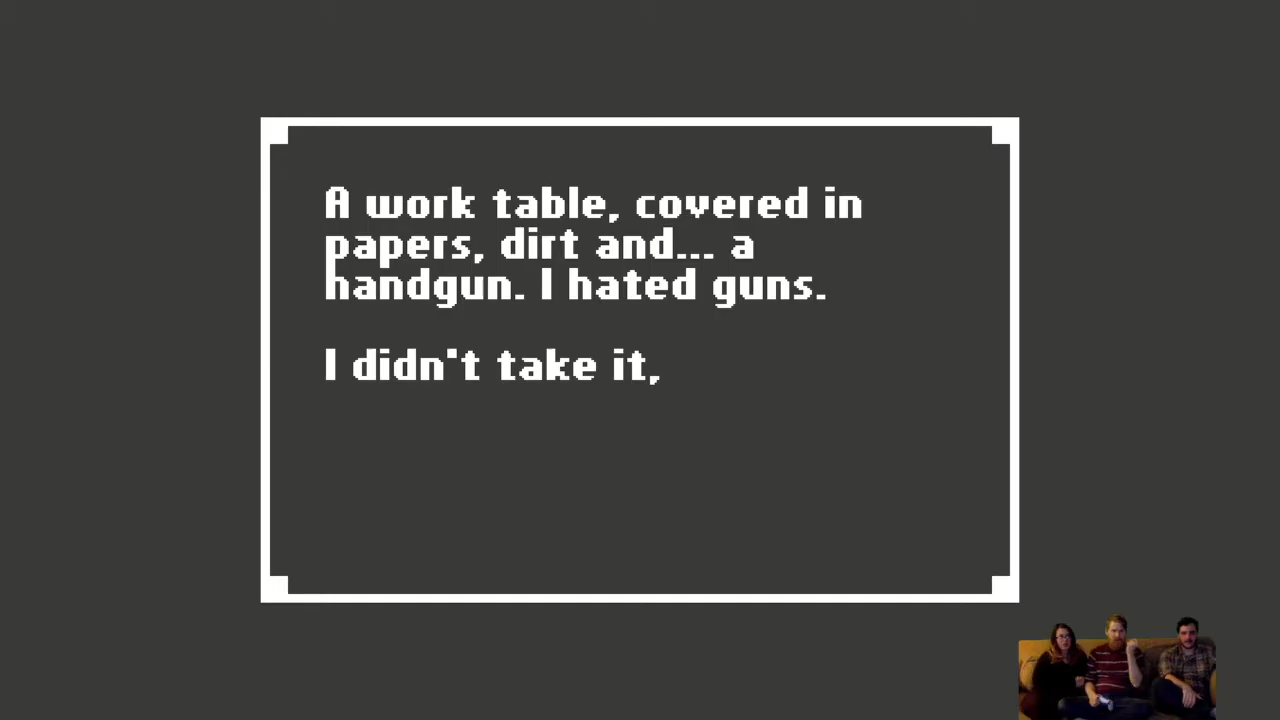 A work table, covered in
papers, dirt and... a
handgun. I hated guns.
I didn't take it,